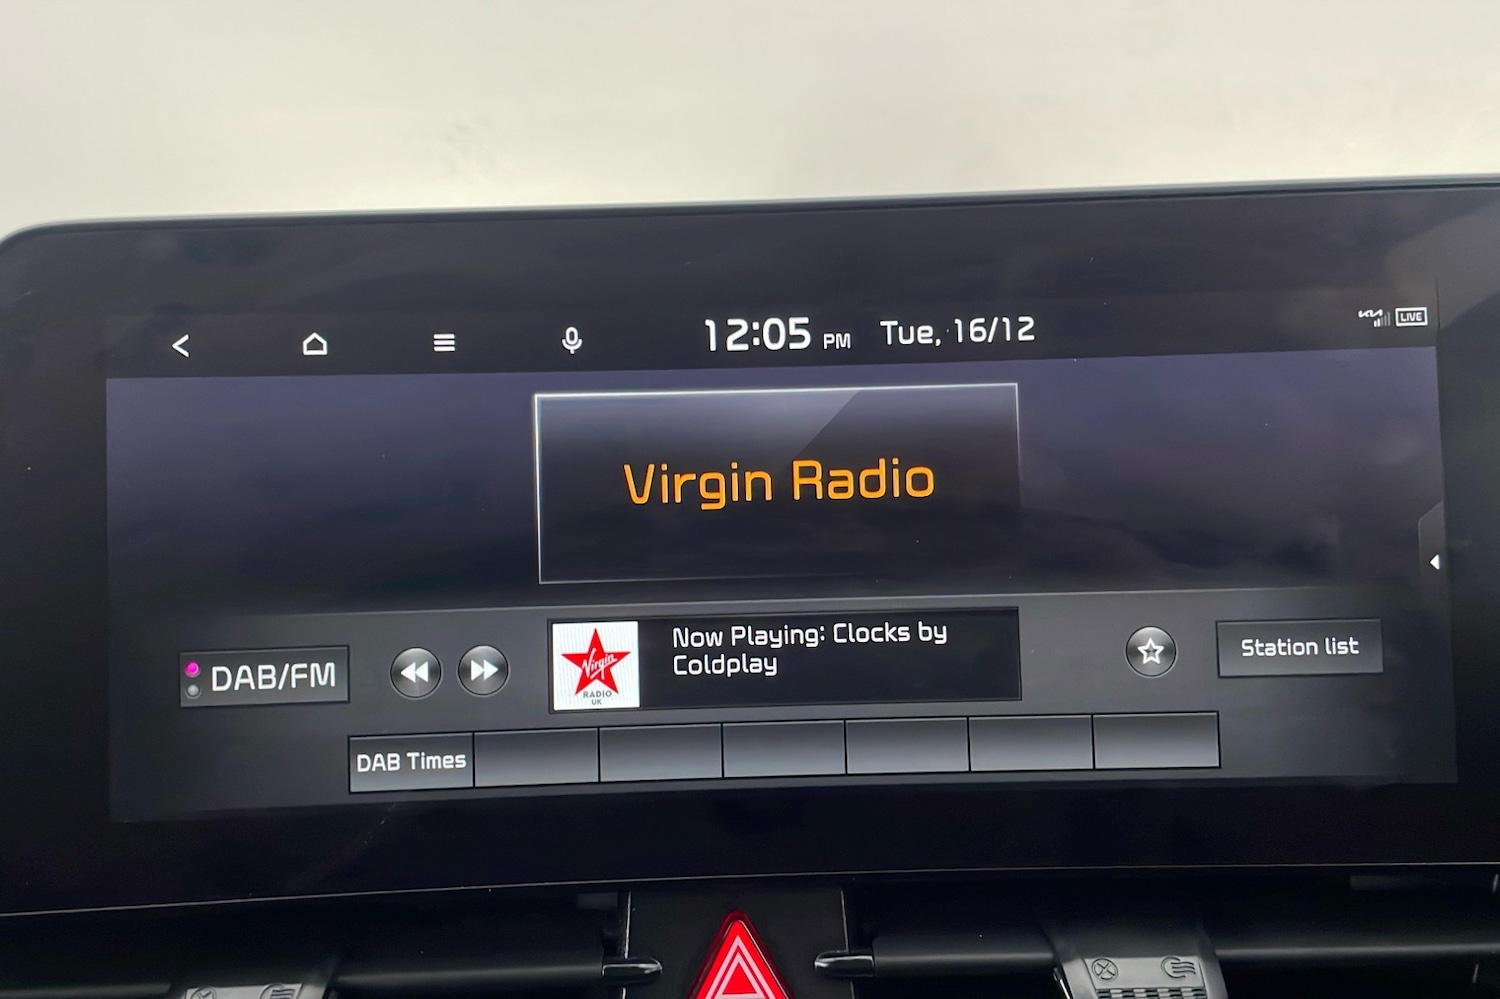 12:05 PM Tue, 16/12
LIVE
Virgin Radio
DAB/FM
Virgin
RADIO
UK
Now Playing: Clocks by
Coldplay
Station list
DAB Times